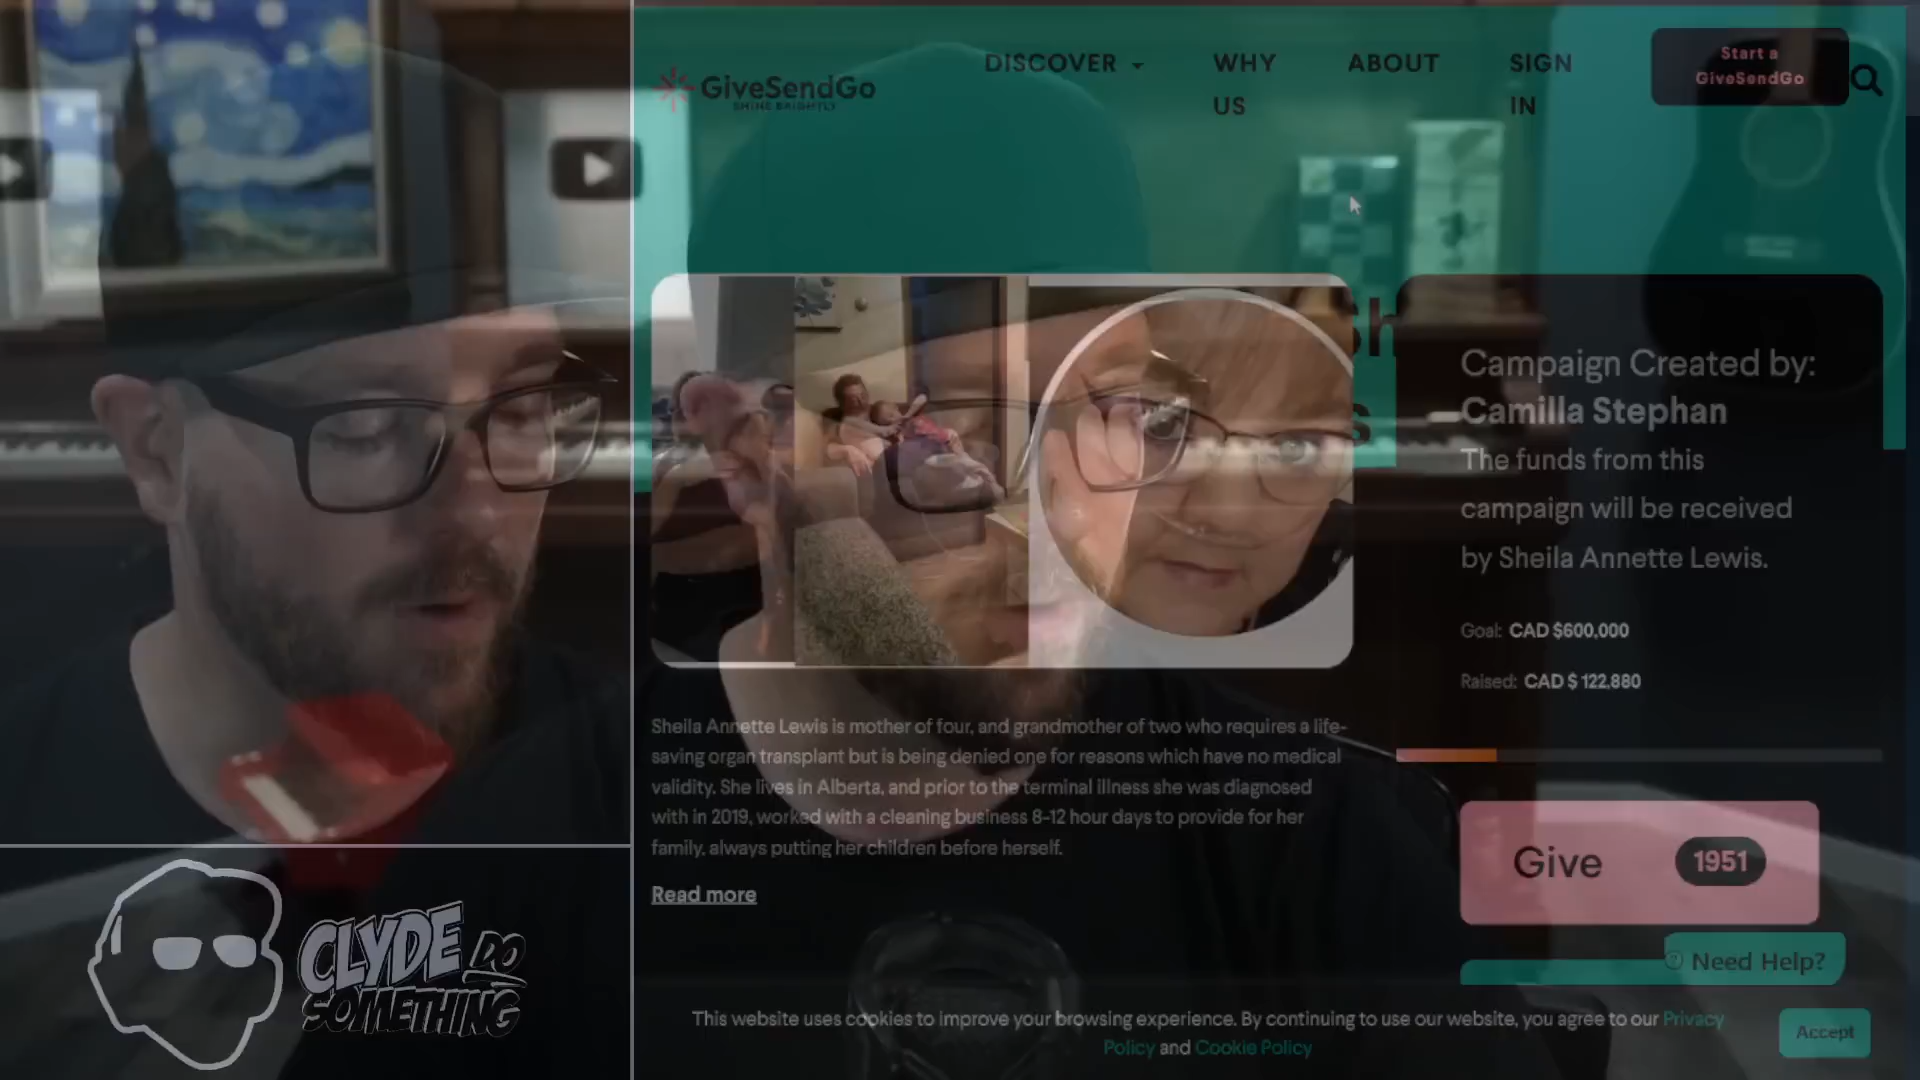 DISCOVER
WHY
US
ABOUT
SIGN
IN
Start a
GiveSendGo
GiveSendGo
SHINE BRIGHTLY
Sh
s
Campaign Created by:
Camilla Stephan
The funds from this
campaign will be received
by Sheila Annette Lewis.
Goal: CAD $600,000
Raised: CAD $ 122,880
Sheila Annette Lewis is mother of four, and grandmother of two who requires a life-
saving organ transplant but is being denied one for reasons which have no medical
validity. She lives in Alberta, and prior to the terminal illness she was diagnosed
with in 2019, worked with a cleaning business 8-12 hour days to provide for her
family, always putting her children before herself.
Read more
Give 1951
Need Help?
This website uses cookies to improve your browsing experience. By continuing to use our website, you agree to our Privacy
Policy and Cookie Policy
Accept
CLYDE DO
SOMETHING